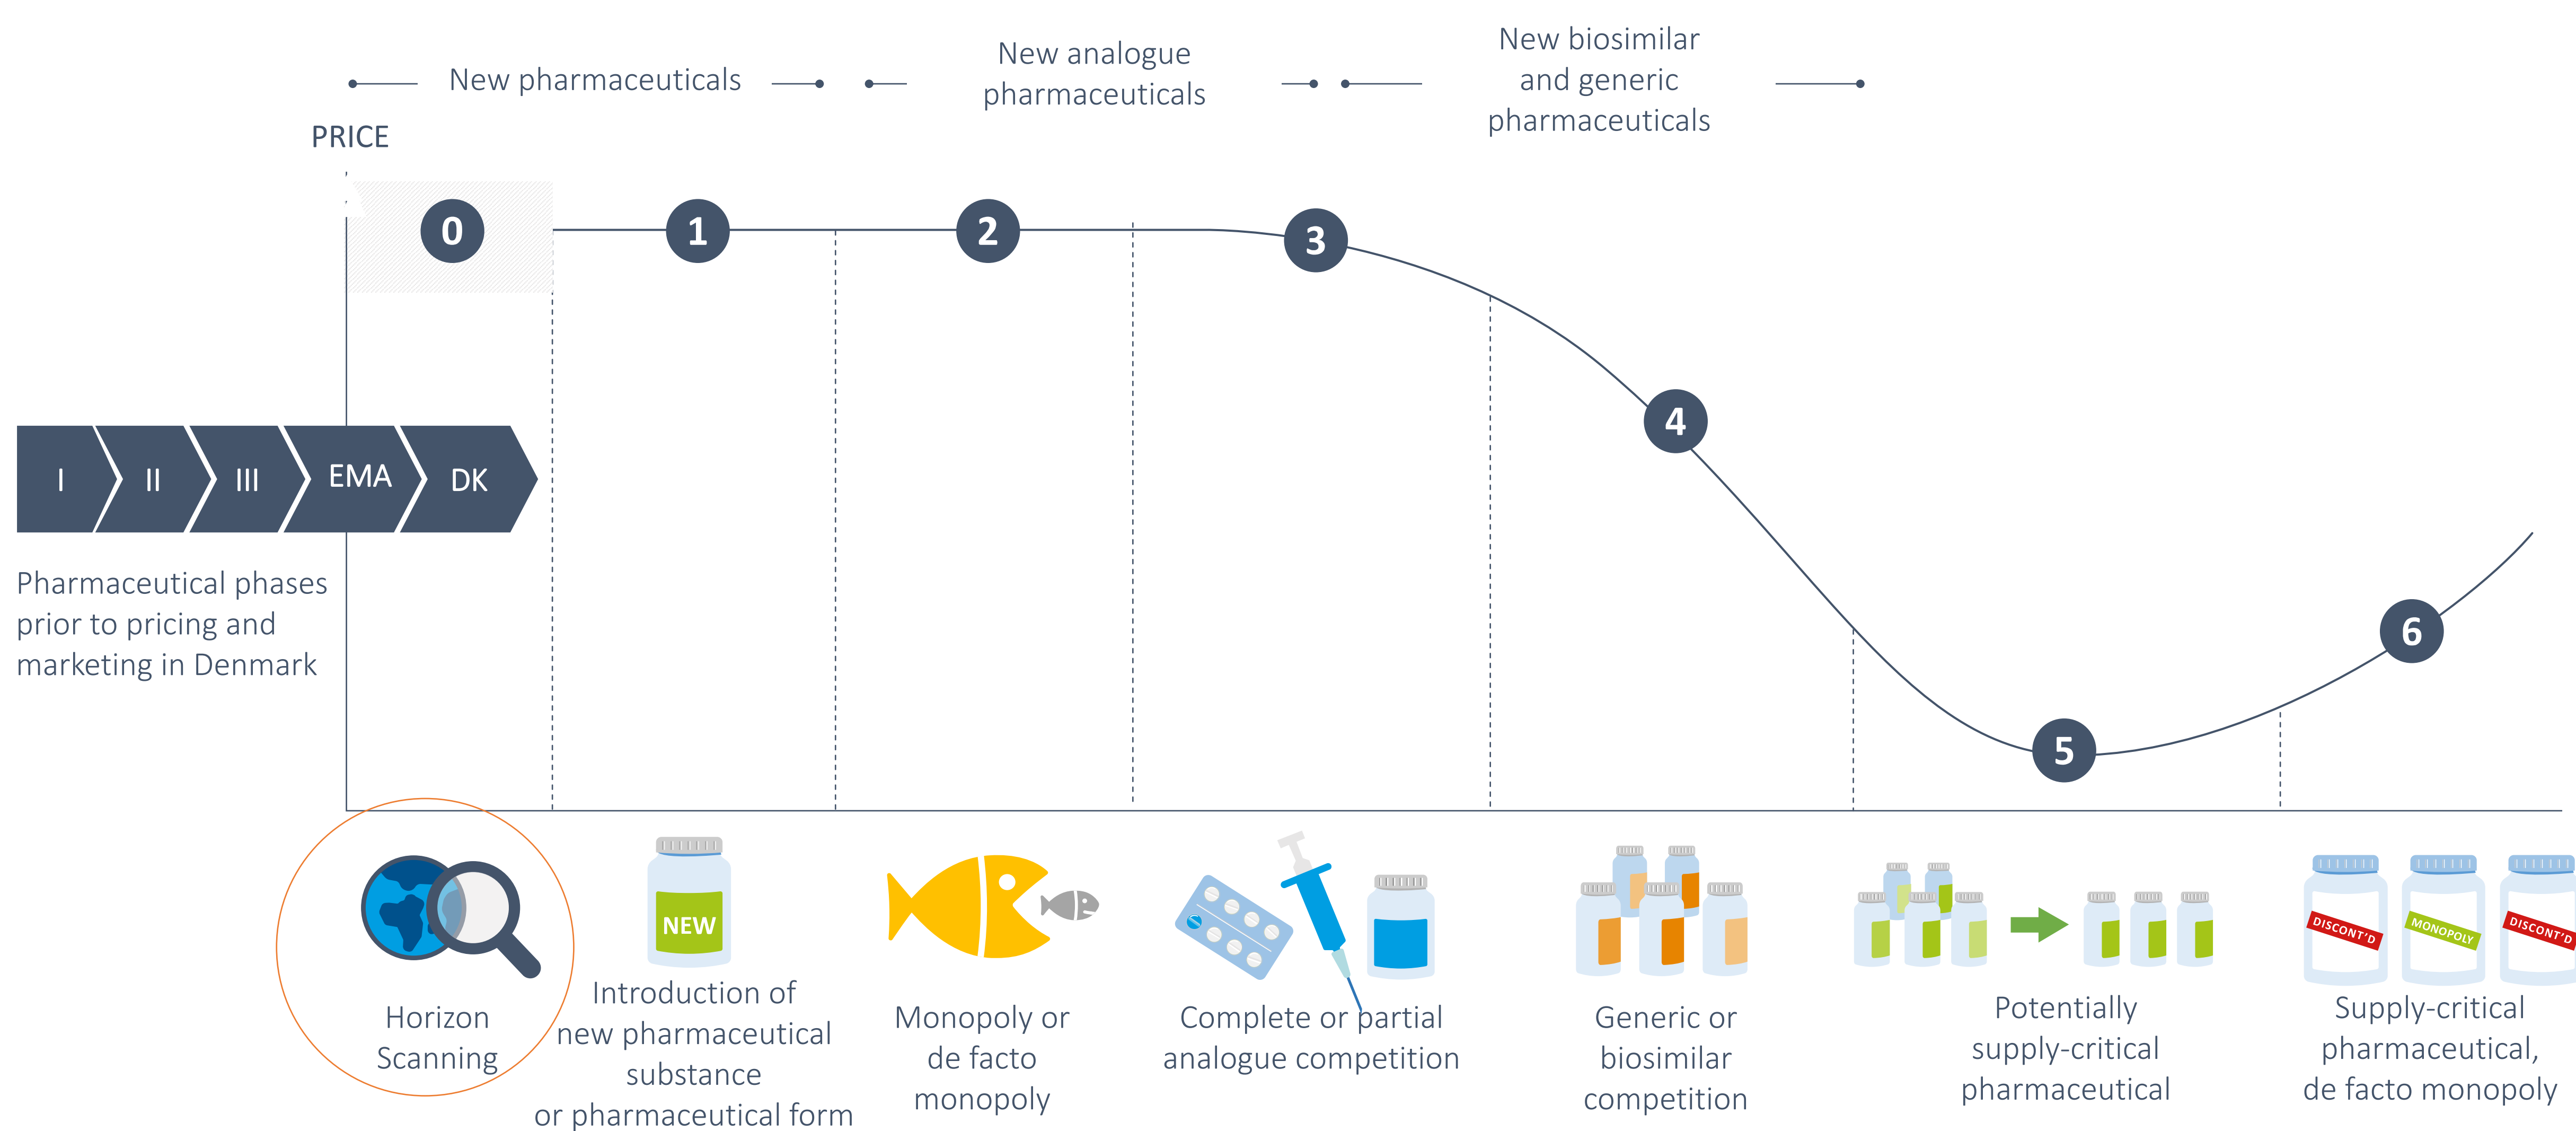 New pharmaceuticals
New analogue
pharmaceuticals
New biosimilar
and generic
pharmaceuticals
PRICE
0
1
2
3
4
5
6
I
II
III
EMA
DK
Pharmaceutical phases
prior to pricing and
marketing in Denmark
Horizon
Scanning
NEW
Introduction of
new pharmaceutical
substance
or pharmaceutical form
Monopoly or
de facto
monopoly
Complete or partial
analogue competition
Generic or
biosimilar
competition
Potentially
supply-critical
pharmaceutical
DISCONT'D
MONOPOLY
DISCONT'D
Supply-critical
pharmaceutical,
de facto monopoly